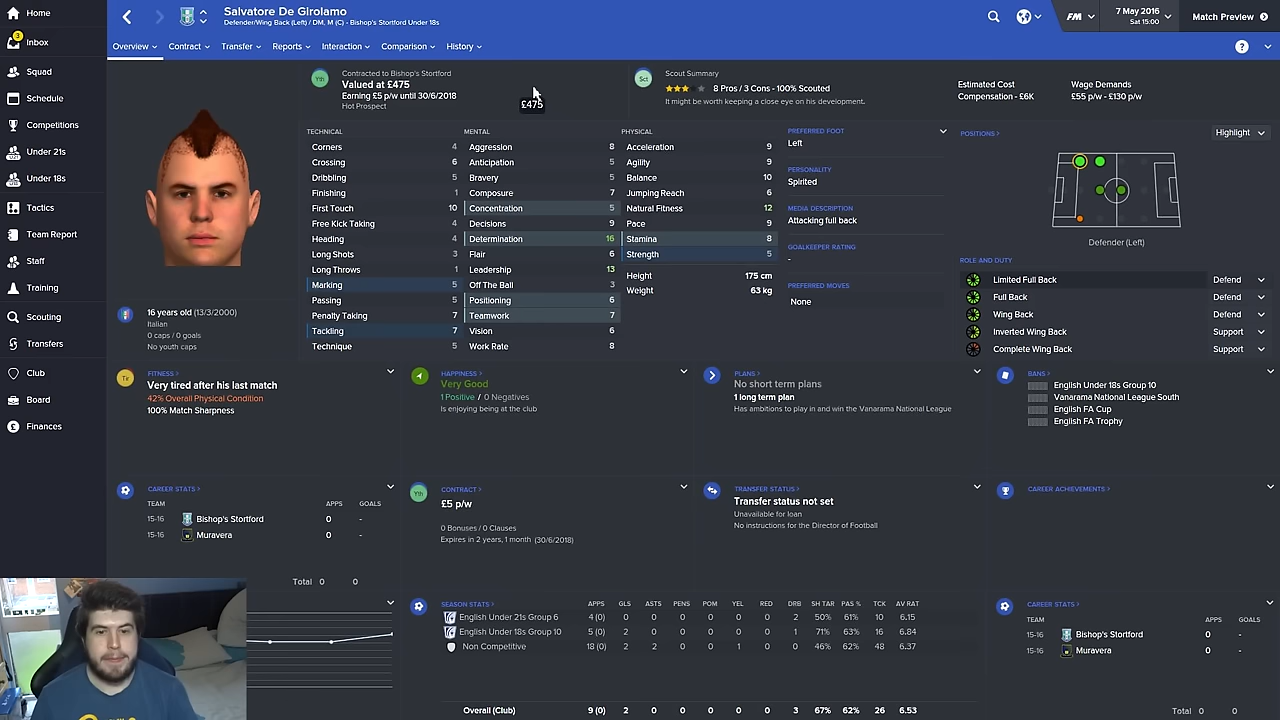 Home
3
Inbox
Squad
Schedule
Competitions
Under 21s
Under 18s
Tactics
Team Report
Staff
Training
Scouting
Transfers
Club
Board
Finances
Salvatore De Girolamo
Defender/Wing Back (Left) / DM, M (C) - Bishop's Stortford Under 18s
FM
7 May 2016
Sat 15:00
Match Preview
Overview
Contract
Transfer
Reports
Interaction
Comparison
History
?
Yth
Contracted to Bishop's Stortford
Valued at £475
Earning £5 p/w until 30/6/2018
Hot Prospect
£475
Sct
Scout Summary
8 Pros / 3 Cons - 100% Scouted
It might be worth keeping a close eye on his development.
Estimated Cost
Compensation - £6K
Wage Demands
£55 p/w - £130 p/w
16 years old (13/3/2000)
Italian
0 caps / 0 goals
No youth caps
TECHNICAL
Corners 4
Crossing 6
Dribbling 5
Finishing 1
First Touch 10
Free Kick Taking 4
Heading 4
Long Shots 3
Long Throws 1
Marking 5
Passing 5
Penalty Taking 7
Tackling 7
Technique 5
MENTAL
Aggression 8
Anticipation 5
Bravery 5
Composure 7
Concentration 5
Decisions 9
Determination 16
Flair 6
Leadership 13
Off The Ball 3
Positioning 6
Teamwork 7
Vision 6
Work Rate 8
PHYSICAL
Acceleration 9
Agility 9
Balance 10
Jumping Reach 6
Natural Fitness 12
Pace 9
Stamina 8
Strength 5
Height 175 cm
Weight 63 kg
PREFERRED FOOT
Left
PERSONALITY
Spirited
MEDIA DESCRIPTION
Attacking full back
GOALKEEPER RATING
-
PREFERRED MOVES
None
POSITIONS >
Highlight
Defender (Left)
ROLE AND DUTY
Limited Full Back Defend
Full Back Defend
Wing Back Defend
Inverted Wing Back Support
Complete Wing Back Support
Tir
FITNESS >
Very tired after his last match
42% Overall Physical Condition
100% Match Sharpness
HAPPINESS >
Very Good
1 Positive / 0 Negatives
Is enjoying being at the club
PLANS >
No short term plans
1 long term plan
Has ambitions to play in and win the Vanarama National League
BANS >
English Under 18s Group 10
Vanarama National League South
English FA Cup
English FA Trophy
CAREER STATS >
TEAM APPS GOALS
15-16 Bishop's Stortford 0 -
15-16 Muravera 0 -
Total 0 0
Yth
CONTRACT >
£5 p/w
0 Bonuses / 0 Clauses
Expires in 2 years, 1 month (30/6/2018)
TRANSFER STATUS >
Transfer status not set
Unavailable for loan
No instructions for the Director of Football
CAREER ACHIEVEMENTS >
SEASON STATS > APPS GLS ASTS PENS POM YEL RED DRB SH TAR PAS % TCK AV RAT
English Under 21s Group 6 4 (0) 0 0 0 0 0 0 2 50% 61% 10 6.15
English Under 18s Group 10 5 (0) 2 0 0 0 0 0 1 71% 63% 16 6.84
Non Competitive 18 (0) 2 2 0 0 1 0 0 46% 62% 48 6.37
Overall (Club) 9 (0) 2 0 0 0 0 0 3 67% 62% 26 6.53
CAREER STATS >
TEAM APPS GOALS
15-16 Bishop's Stortford 0 -
15-16 Muravera 0 -
Total 0 0